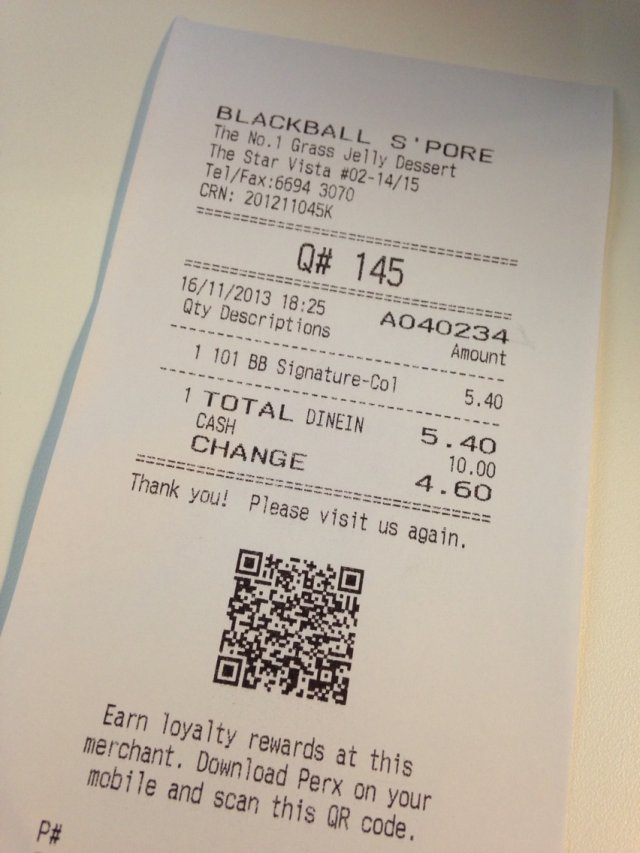 BLACKBALL S'PORE
The No.1 Grass Jelly Dessert
The Star Vista #02-14/15
Tel/Fax:6694 3070
CRN: 201211045K
Q# 145
16/11/2013 18:25 A040234
Qty Descriptions Amount
1 101 BB Signature-Col 5.40
1 TOTAL DINEIN 5.40
CASH 10.00
CHANGE 4.60
Thank you! Please visit us again.
Earn loyalty rewards at this
merchant. Download Perx on your
mobile and scan this QR code.
P#